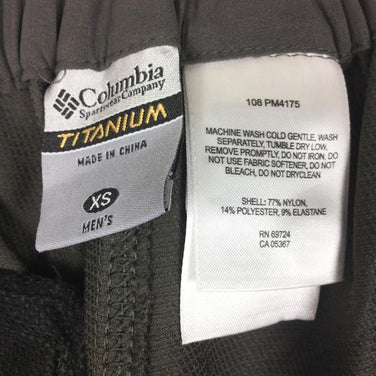 Columbia
Sportswear Company
TITANIUM
MADE IN CHINA
XS
MEN'S
108 PM4175
MACHINE WASH COLD GENTLE, WASH
SEPARATELY, TUMBLE DRY LOW,
REMOVE PROMPTLY, DO NOT IRON, DO
NOT USE FABRIC SOFTENER, DO NOT
BLEACH, DO NOT DRYCLEAN
SHELL: 77% NYLON,
14% POLYESTER, 9% ELASTANE
RN 69724
CA 05367